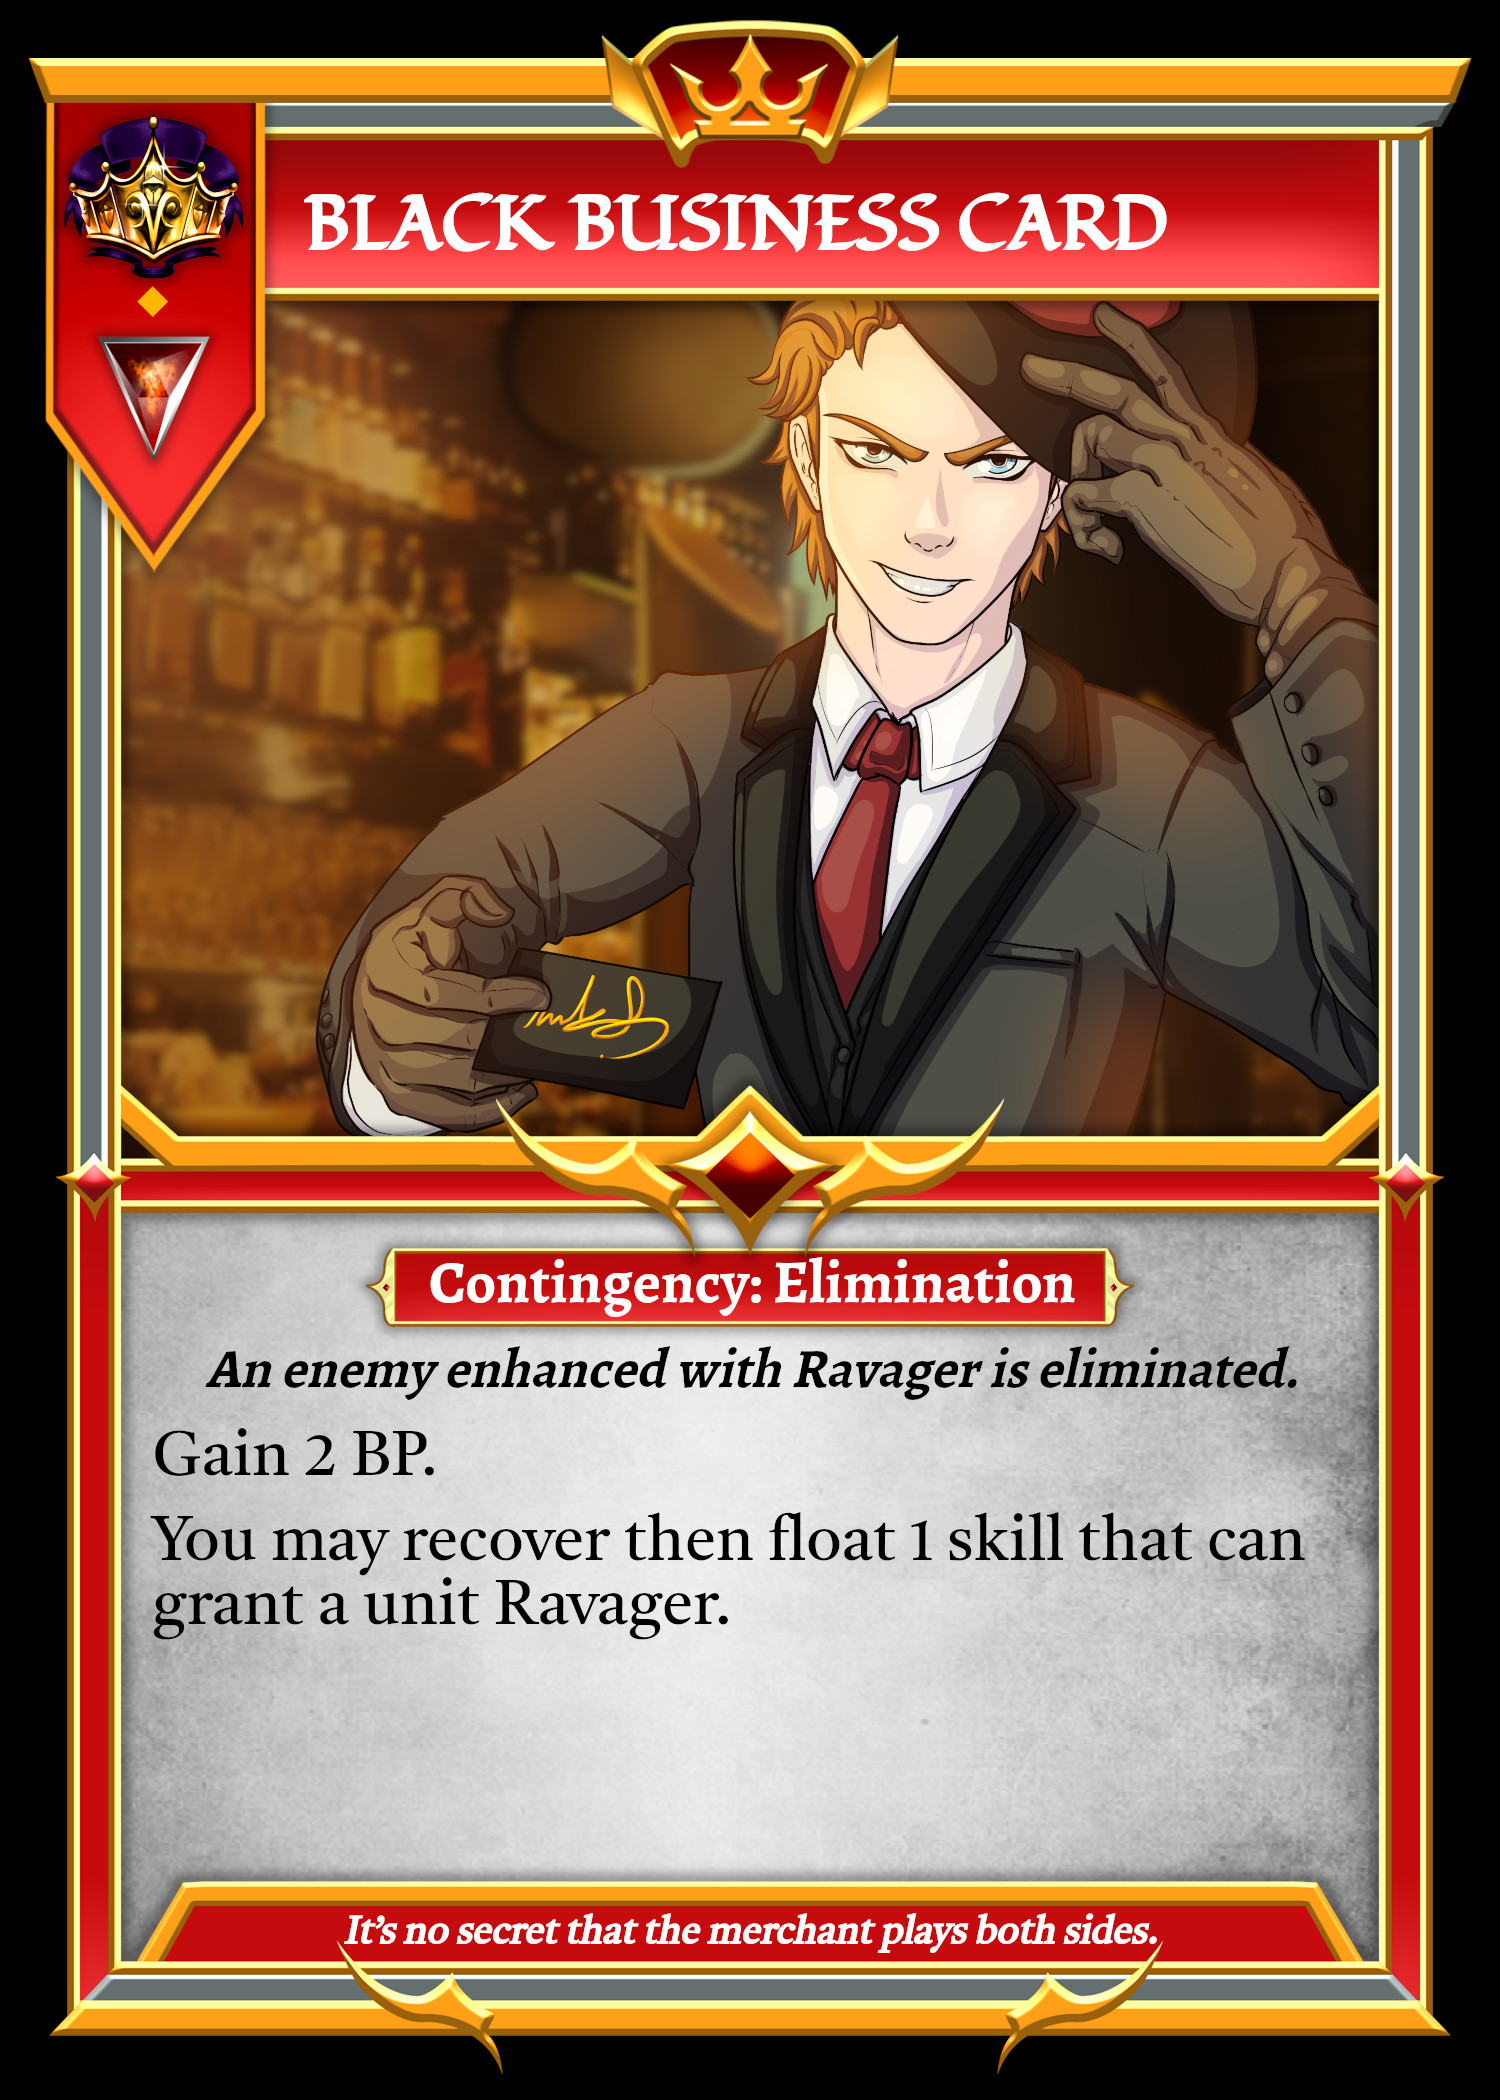 BLACK BUSINESS CARD
Contingency: Elimination
An enemy enhanced with Ravager is eliminated.
Gain 2 BP.
You may recover then float 1 skill that can
grant a unit Ravager.
It's no secret that the merchant plays both sides.